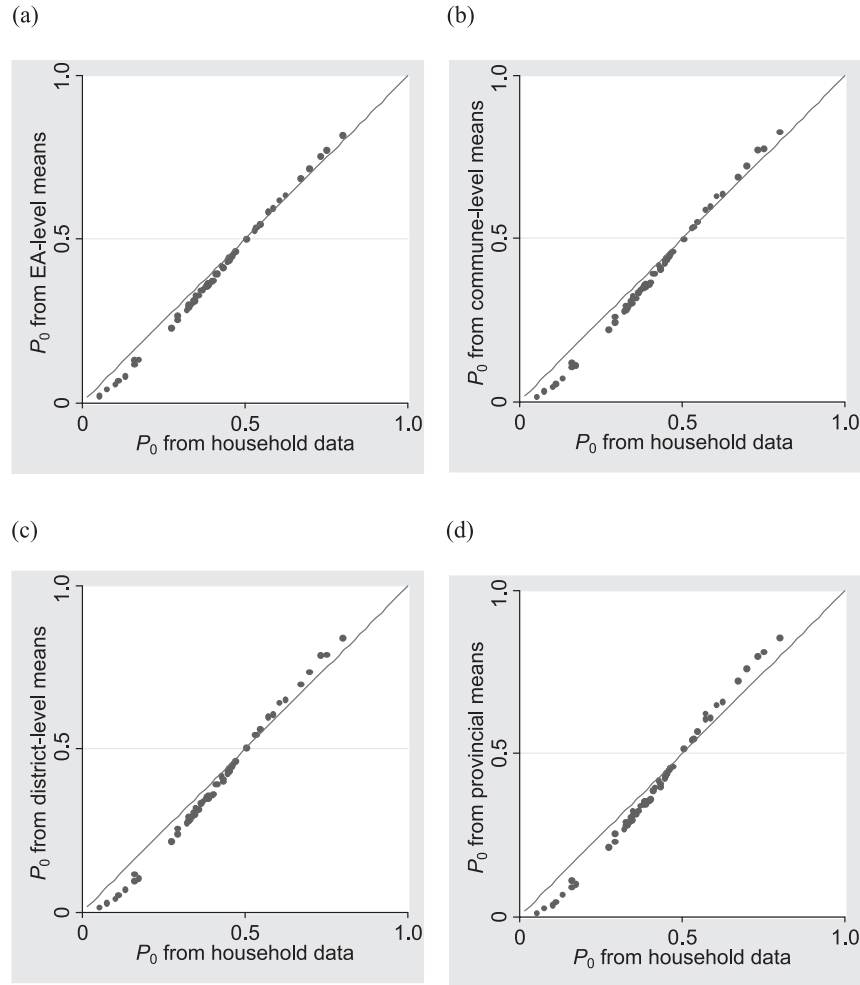 (a)
(b)
1.0
0.5
0
P₀ from EA-level means
0
0.5
1.0
P₀ from household data
1.0
0.5
0
P₀ from commune-level means
0
0.5
1.0
P₀ from household data
(c)
(d)
1.0
0.5
0
P₀ from district-level means
0
0.5
1.0
P₀ from household data
1.0
0.5
0
P₀ from provincial means
0
0.5
1.0
P₀ from household data